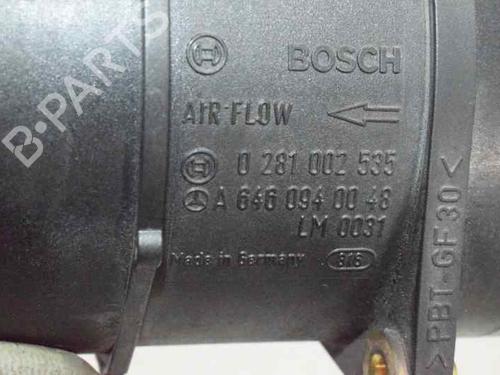 BOSCH
AIR FLOW
0 281 002 535
A 646 094 00 48
LM 0031
Made in Germany
>PBT-GF30<
B-PARTS